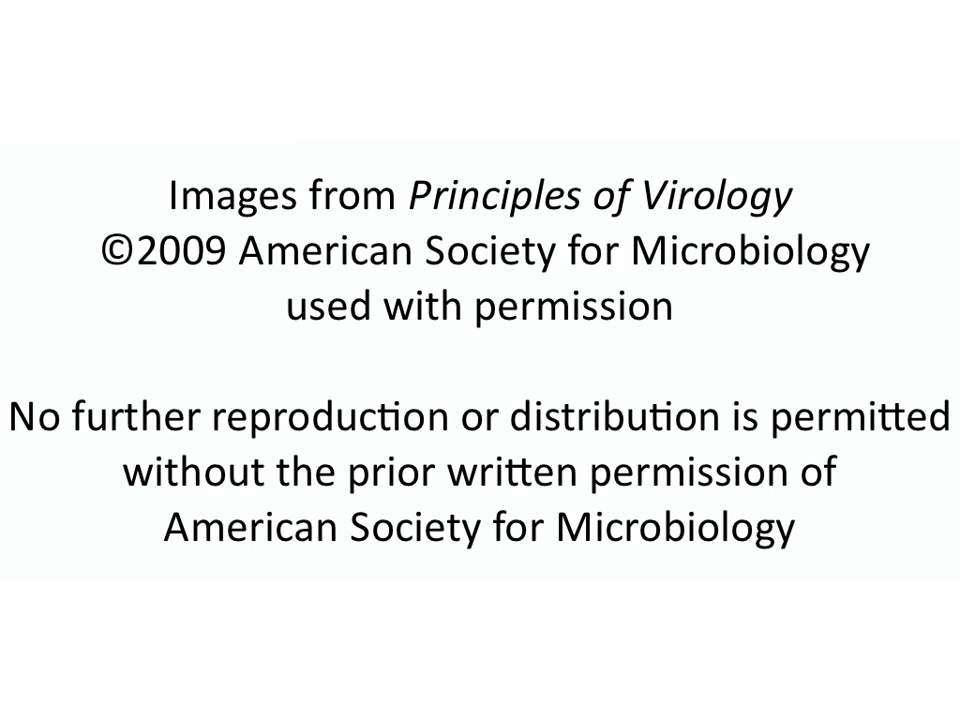 Images from Principles of Virology
©2009 American Society for Microbiology
used with permission
No further reproduction or distribution is permitted
without the prior written permission of
American Society for Microbiology